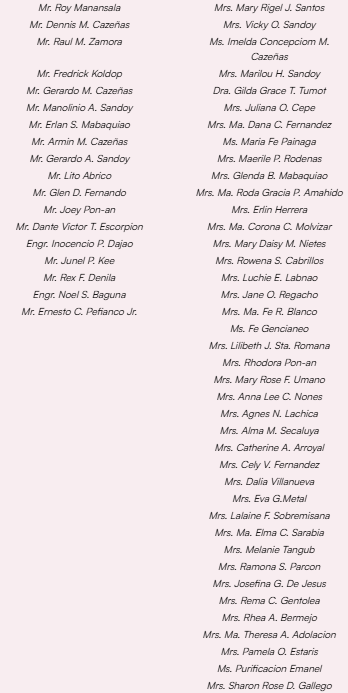 Mr. Roy Manansala
Mr. Dennis M. Cazeñas
Mr. Raul M. Zamora
Mr. Fredrick Koldop
Mr. Gerardo M. Cazeñas
Mr. Manolinio A. Sandoy
Mr. Erlan S. Mabaquiao
Mr. Armin M. Cazeñas
Mr. Gerardo A. Sandoy
Mr. Lito Abrico
Mr. Glen D. Fernando
Mr. Joey Pon-an
Mr. Dante Victor T. Escorpion
Engr. Inocencio P. Dajao
Mr. Junel P. Kee
Mr. Rex F. Denila
Engr. Noel S. Baguna
Mr. Ernesto C. Pefianco Jr.
Mrs. Mary Rigel J. Santos
Mrs. Vicky O. Sandoy
Ms. Imelda Concepciom M.
Cazeñas
Mrs. Marilou H. Sandoy
Dra. Gilda Grace T. Tumot
Mrs. Juliana O. Cepe
Mrs. Ma. Dana C. Fernandez
Ms. Maria Fe Painaga
Mrs. Maerile P. Rodenas
Mrs. Glenda B. Mabaquiao
Mrs. Ma. Roda Gracia P. Amahido
Mrs. Erlin Herrera
Mrs. Ma. Corona C. Molvizar
Mrs. Mary Daisy M. Nietes
Mrs. Rowena S. Cabrillos
Mrs. Luchie E. Labnao
Mrs. Jane O. Regacho
Mrs. Ma. Fe R. Blanco
Ms. Fe Gencianeo
Mrs. Lilibeth J. Sta. Romana
Mrs. Rhodora Pon-an
Mrs. Mary Rose F. Umano
Mrs. Anna Lee C. Nones
Mrs. Agnes N. Lachica
Mrs. Alma M. Secaluya
Mrs. Catherine A. Arroyal
Mrs. Cely V. Fernandez
Mrs. Dalia Villanueva
Mrs. Eva G.Metal
Mrs. Lalaine F. Sobremisana
Mrs. Ma. Elma C. Sarabia
Mrs. Melanie Tangub
Mrs. Ramona S. Parcon
Mrs. Josefina G. De Jesus
Mrs. Rema C. Gentolea
Mrs. Rhea A. Bermejo
Mrs. Ma. Theresa A. Adolacion
Mrs. Pamela O. Estaris
Ms. Purificacion Emanel
Mrs. Sharon Rose D. Gallego